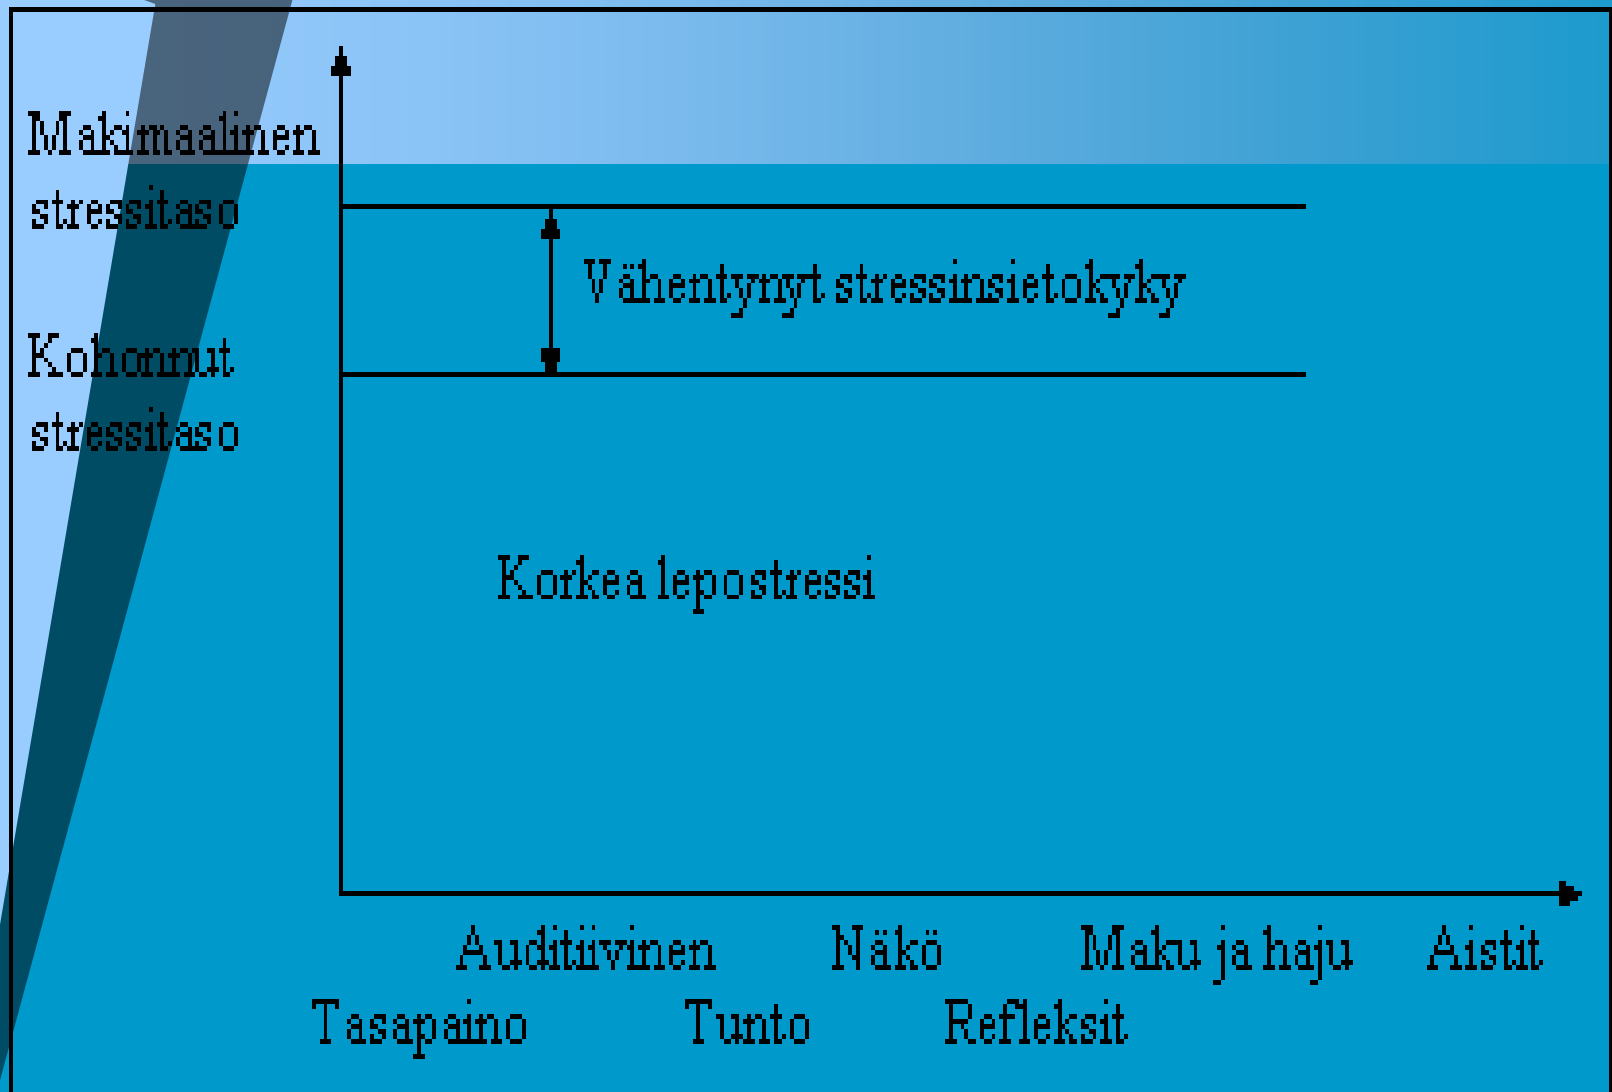 Makimaalinen
stressitaso
Vähentynyt stressinsietokyky
Kohonnut
stressitaso
Korkea lepostressi
Auditiivinen Näkö Maku ja haju Aistit
Tasapaino Tunto Refleksit